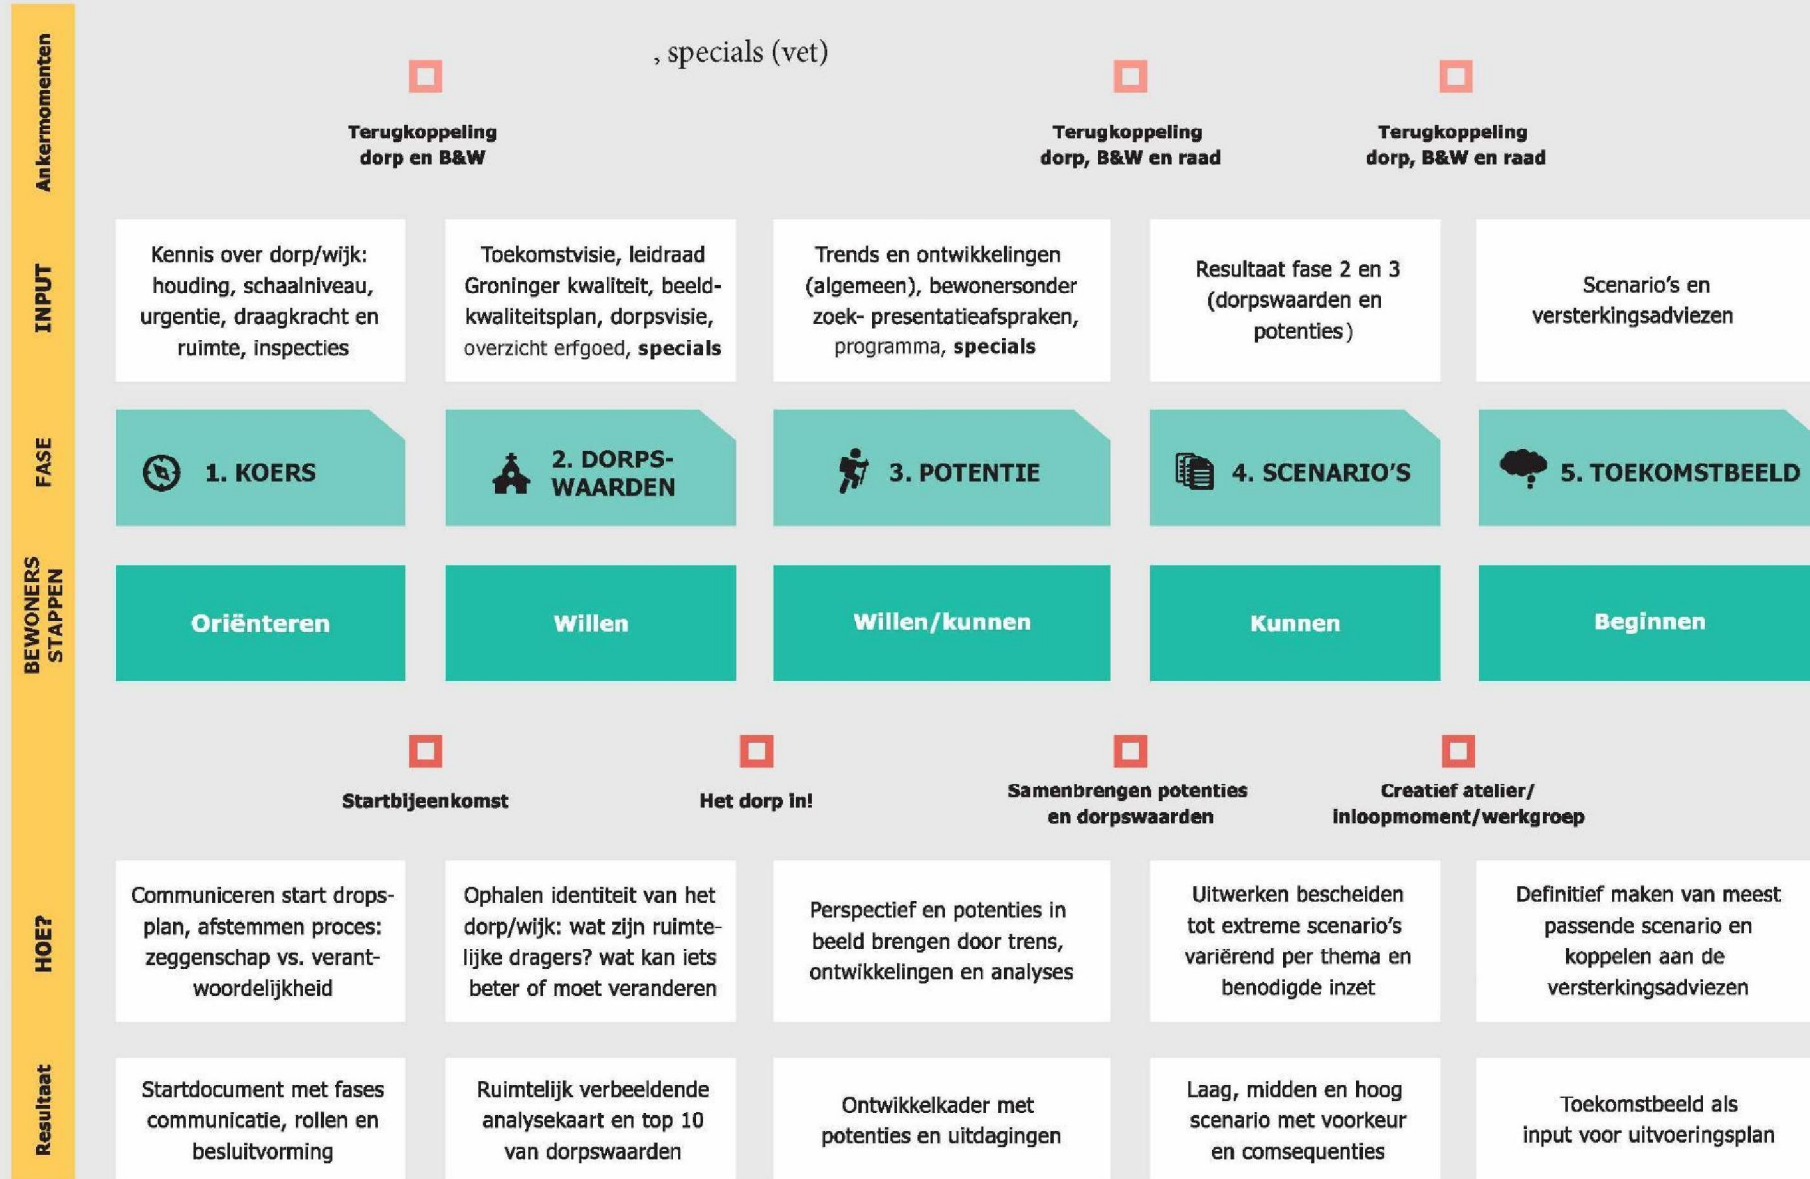 Ankermomenten
, specials (vet)
Terugkoppeling
dorp en B&W
Terugkoppeling
dorp, B&W en raad
Terugkoppeling
dorp, B&W en raad
INPUT
Kennis over dorp/wijk:
houding, schaalniveau,
urgentie, draagkracht en
ruimte, inspecties
Toekomstvisie, leidraad
Groninger kwaliteit, beeld-
kwaliteitsplan, dorpsvisie,
overzicht erfgoed, specials
Trends en ontwikkelingen
(algemeen), bewonersonder
zoek- presentatieafspraken,
programma, specials
Resultaat fase 2 en 3
(dorpswaarden en
potenties)
Scenario's en
versterkingsadviezen
FASE
1. KOERS
2. DORPS-
WAARDEN
3. POTENTIE
4. SCENARIO'S
5. TOEKOMSTBEELD
BEWONERS
STAPPEN
Oriënteren
Willen
Willen/kunnen
Kunnen
Beginnen
Startbijeenkomst
Het dorp in!
Samenbrengen potenties
en dorpswaarden
Creatief atelier/
inloopmoment/werkgroep
HOE?
Communiceren start drops-
plan, afstemmen proces:
zeggenschap vs. verant-
woordelijkheid
Ophalen identiteit van het
dorp/wijk: wat zijn ruimte-
lijke dragers? wat kan iets
beter of moet veranderen
Perspectief en potenties in
beeld brengen door trens,
ontwikkelingen en analyses
Uitwerken bescheiden
tot extreme scenario's
variërend per thema en
benodigde inzet
Definitief maken van meest
passende scenario en
koppelen aan de
versterkingsadviezen
Resultaat
Startdocument met fases
communicatie, rollen en
besluitvorming
Ruimtelijk verbeeldende
analysekaart en top 10
van dorpswaarden
Ontwikkelkader met
potenties en uitdagingen
Laag, midden en hoog
scenario met voorkeur
en comsequenties
Toekomstbeeld als
input voor uitvoeringsplan